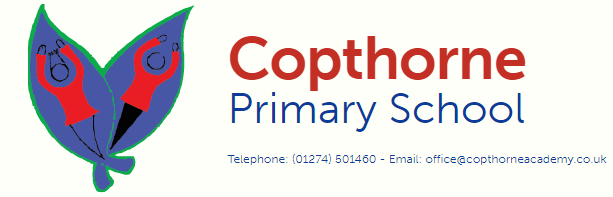 Copthorne
Primary School
Telephone: (01274) 501460 - Email: office@copthorneacademy.co.uk